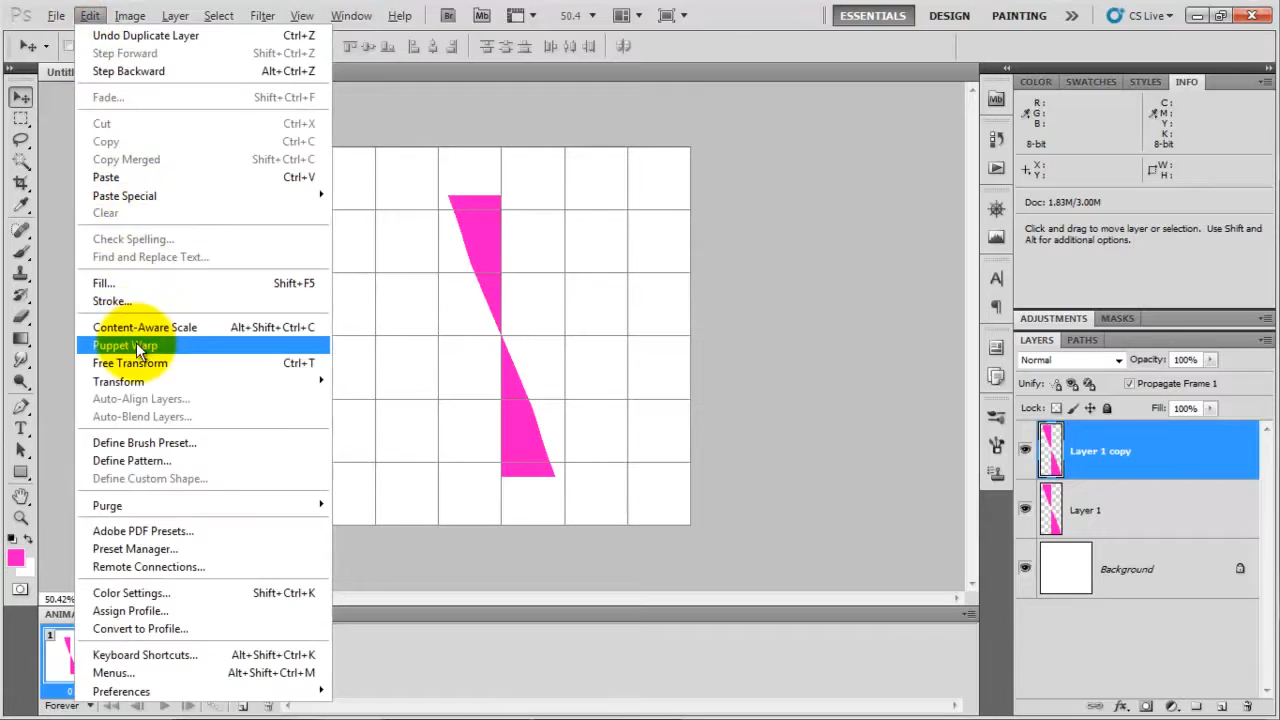 Ps File Edit Image Layer Select Filter View Window Help Br Mb 50.4 ESSENTIALS DESIGN PAINTING CS Live
Undo Duplicate Layer Ctrl+Z
Step Forward Shift+Ctrl+Z
Step Backward Alt+Ctrl+Z
Fade... Shift+Ctrl+F
Cut Ctrl+X
Copy Ctrl+C
Copy Merged Shift+Ctrl+C
Paste Ctrl+V
Paste Special
Clear
Check Spelling...
Find and Replace Text...
Fill... Shift+F5
Stroke...
Content-Aware Scale Alt+Shift+Ctrl+C
Puppet Warp
Free Transform Ctrl+T
Transform
Auto-Align Layers...
Auto-Blend Layers...
Define Brush Preset...
Define Pattern...
Define Custom Shape...
Purge
Adobe PDF Presets...
Preset Manager...
Remote Connections...
Color Settings... Shift+Ctrl+K
Assign Profile...
Convert to Profile...
Keyboard Shortcuts... Alt+Shift+Ctrl+K
Menus... Alt+Shift+Ctrl+M
Preferences
50.42%
1
Forever
Mb
COLOR SWATCHES STYLES INFO
R: C:
G: M:
B: Y:
K:
8-bit 8-bit
X: W:
Y: H:
Doc: 1.83M/3.00M
Click and drag to move layer or selection. Use Shift and
Alt for additional options.
ADJUSTMENTS MASKS
LAYERS PATHS
Normal Opacity: 100%
Unify: Propagate Frame 1
Lock: Fill: 100%
Layer 1 copy
Layer 1
Background